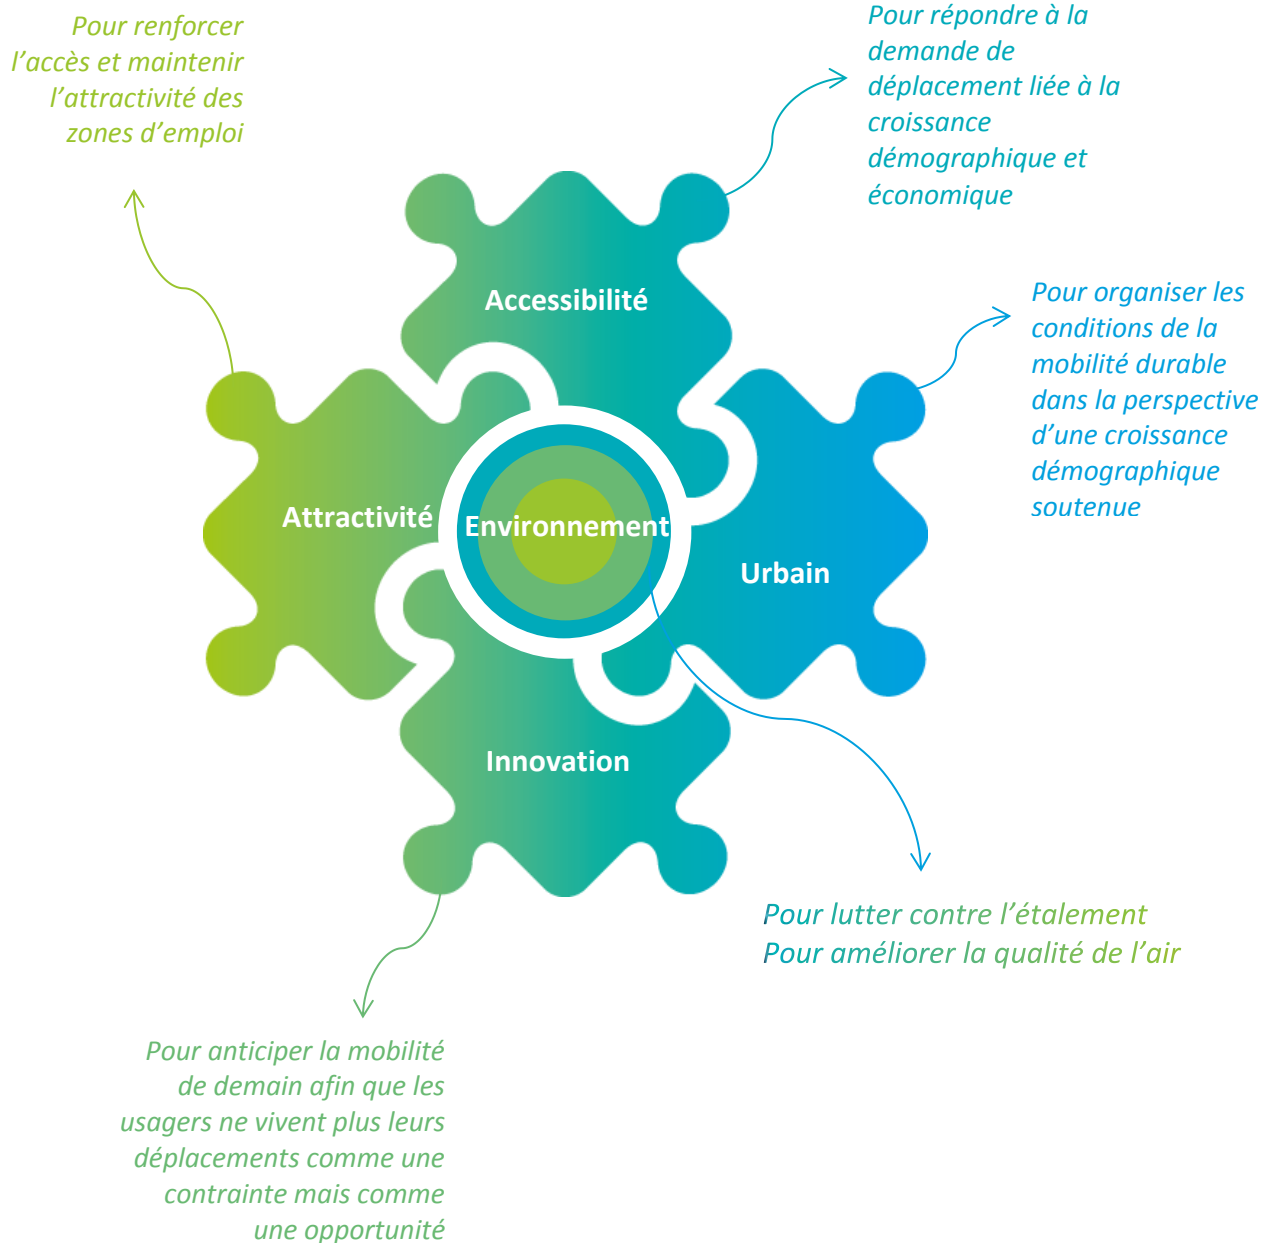 Pour renforcer
l’accès et maintenir
l’attractivité des
zones d’emploi
Pour répondre à la
demande de
déplacement liée à la
croissance
démographique et
économique
Accessibilité
Pour organiser les
conditions de la
mobilité durable
dans la perspective
d’une croissance
démographique
soutenue
Attractivité
Environnement
Urbain
Innovation
Pour lutter contre l’étalement
Pour améliorer la qualité de l’air
Pour anticiper la mobilité
de demain afin que les
usagers ne vivent plus leurs
déplacements comme une
contrainte mais comme
une opportunité